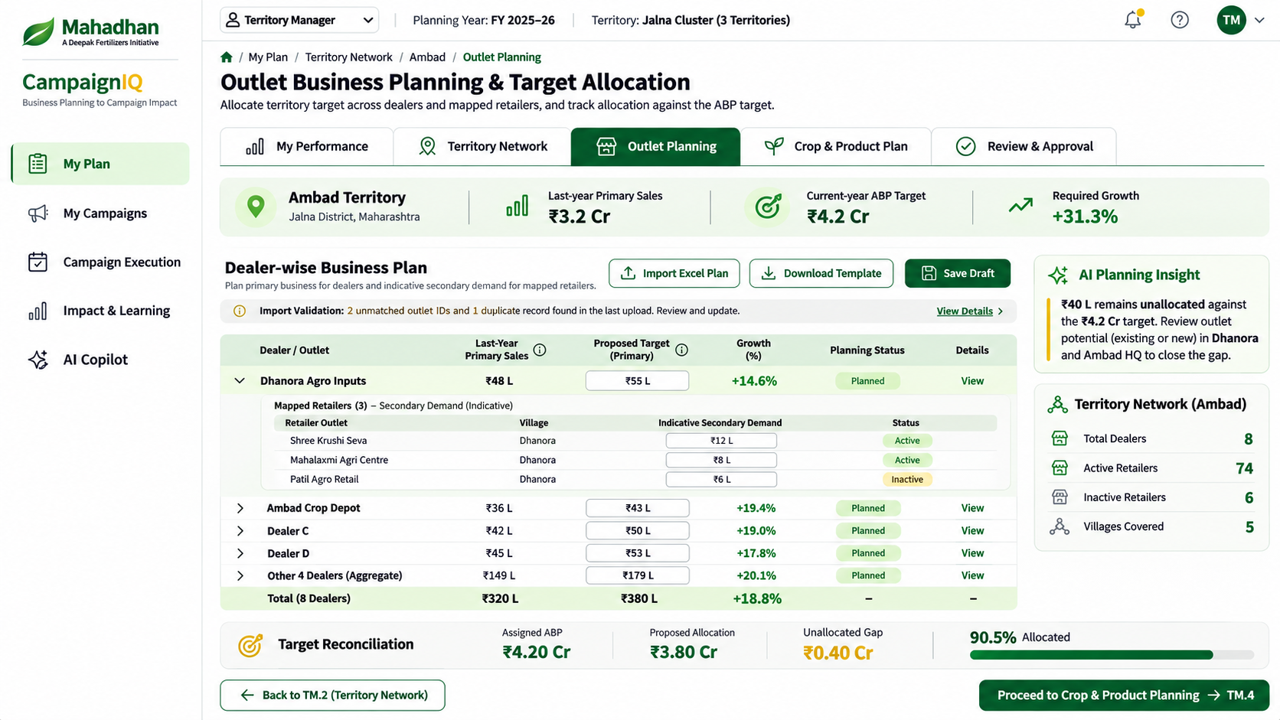 Mahadhan
A Deepak Fertilizers Initiative
CampaignIQ
Business Planning to Campaign Impact
My Plan
My Campaigns
Campaign Execution
Impact & Learning
AI Copilot
Territory Manager
Planning Year: FY 2025–26
Territory: Jalna Cluster (3 Territories)
TM
/ My Plan / Territory Network / Ambad / Outlet Planning
Outlet Business Planning & Target Allocation
Allocate territory target across dealers and mapped retailers, and track allocation against the ABP target.
My Performance
Territory Network
Outlet Planning
Crop & Product Plan
Review & Approval
Ambad Territory
Jalna District, Maharashtra
Last-year Primary Sales
₹3.2 Cr
Current-year ABP Target
₹4.2 Cr
Required Growth
+31.3%
Dealer-wise Business Plan
Plan primary business for dealers and indicative secondary demand for mapped retailers.
Import Excel Plan
Download Template
Save Draft
Import Validation: 2 unmatched outlet IDs and 1 duplicate record found in the last upload. Review and update.
View Details >
Dealer / Outlet
Last-Year
Primary Sales
Proposed Target
(Primary)
Growth
(%)
Planning Status
Details
Dhanora Agro Inputs ₹48 L ₹55 L +14.6% Planned View
Mapped Retailers (3) – Secondary Demand (Indicative)
Retailer Outlet Village Indicative Secondary Demand Status
Shree Krushi Seva Dhanora ₹12 L Active
Mahalaxmi Agri Centre Dhanora ₹8 L Active
Patil Agro Retail Dhanora ₹6 L Inactive
Ambad Crop Depot ₹36 L ₹43 L +19.4% Planned View
Dealer C ₹42 L ₹50 L +19.0% Planned View
Dealer D ₹45 L ₹53 L +17.8% Planned View
Other 4 Dealers (Aggregate) ₹149 L ₹179 L +20.1% Planned View
Total (8 Dealers) ₹320 L ₹380 L +18.8% – –
AI Planning Insight
₹40 L remains unallocated against
the ₹4.2 Cr target. Review outlet
potential (existing or new) in Dhanora
and Ambad HQ to close the gap.
Territory Network (Ambad)
Total Dealers 8
Active Retailers 74
Inactive Retailers 6
Villages Covered 5
Target Reconciliation
Assigned ABP
₹4.20 Cr
Proposed Allocation
₹3.80 Cr
Unallocated Gap
₹0.40 Cr
90.5% Allocated
← Back to TM.2 (Territory Network)
Proceed to Crop & Product Planning → TM.4